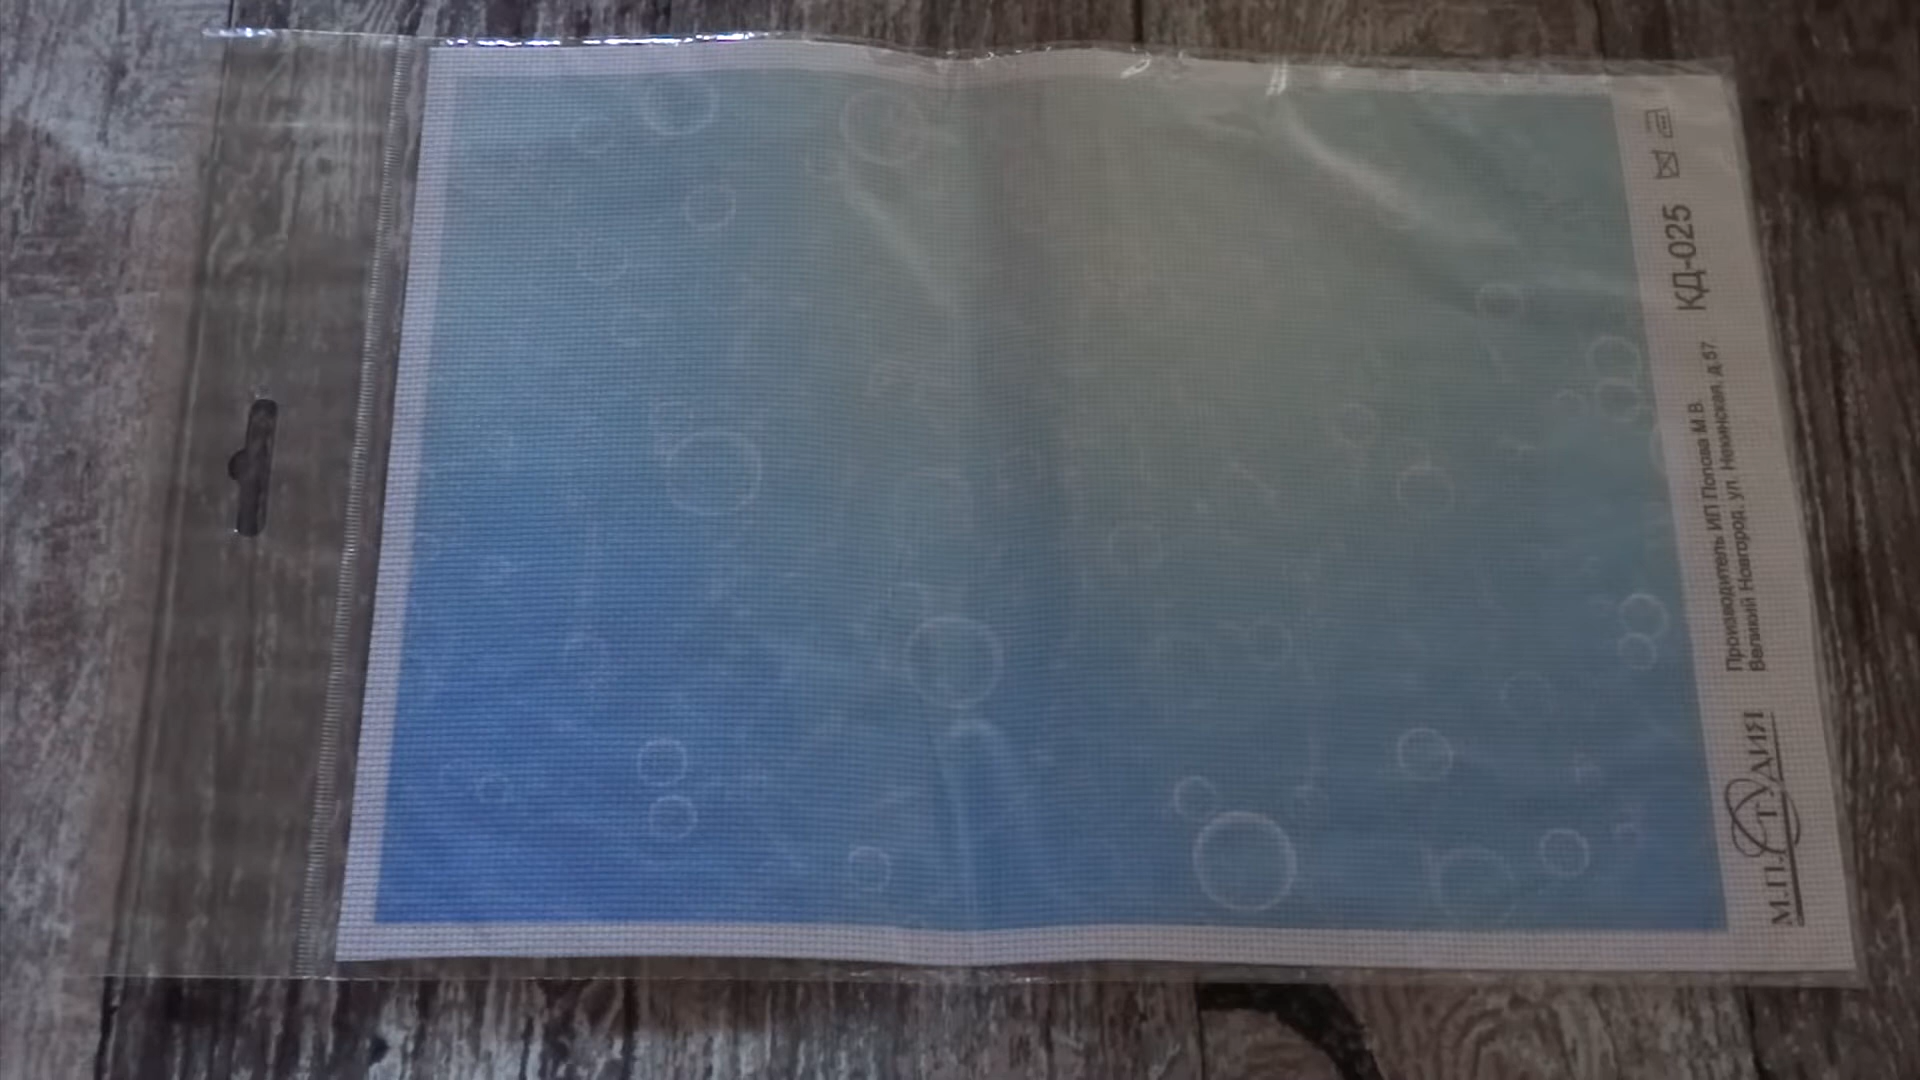 М.П. СТУДИЯ
Производитель ИП Попова М.В.
Великий Новгород, ул. Нехинская, д.57
КД-025